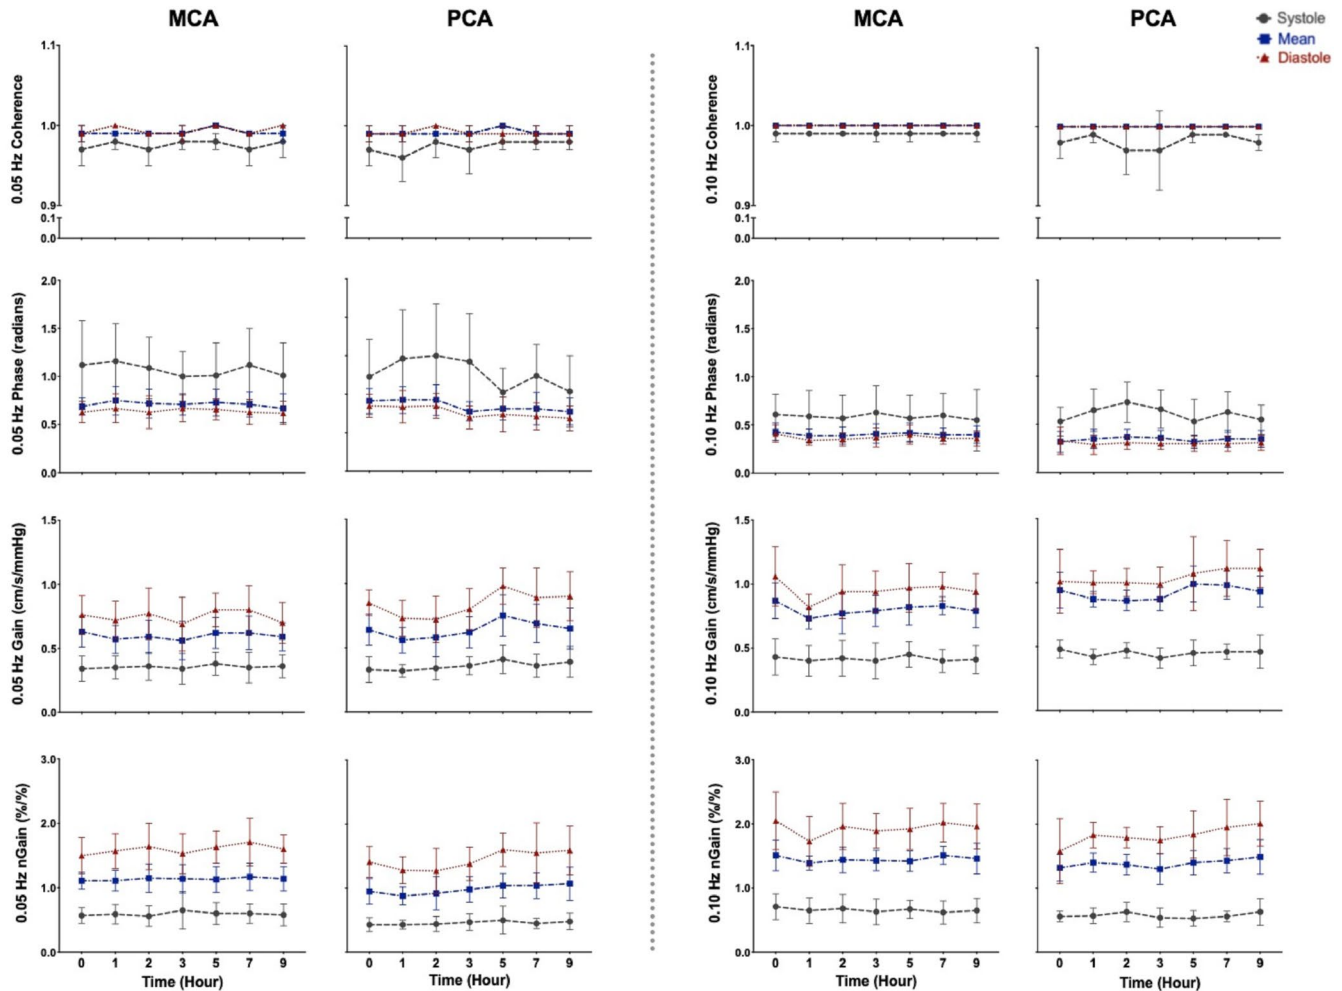 MCA PCA MCA PCA
Systole
Mean
Diastole
0.05 Hz Coherence
1.1
1.0
0.9
0.1
0.0
0.10 Hz Coherence
1.1
1.0
0.9
0.1
0.0
0.05 Hz Phase (radians)
2.0
1.5
1.0
0.5
0.0
0.10 Hz Phase (radians)
2.0
1.5
1.0
0.5
0.0
0.05 Hz Gain (cm/s/mmHg)
1.5
1.0
0.5
0.0
0.10 Hz Gain (cm/s/mmHg)
1.5
1.0
0.5
0.0
0.05 Hz nGain (%/%)
3.0
2.0
1.0
0.0
0.10 Hz nGain (%/%)
3.0
2.0
1.0
0.0
0 1 2 3 5 7 9
Time (Hour)
0 1 2 3 5 7 9
Time (Hour)
0 1 2 3 5 7 9
Time (Hour)
0 1 2 3 5 7 9
Time (Hour)